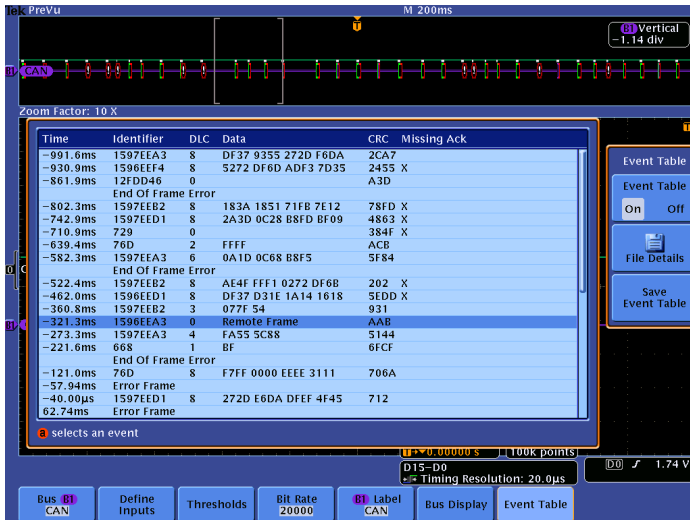 Tek PreVu M 200ms
T
B1 Vertical
-1.14 div
B1 CAN
Zoom Factor: 10 X
Time Identifier DLC Data CRC Missing Ack
-991.6ms 1597EEA3 8 DF37 9355 272D F6DA 2CA7
-930.9ms 1596EEF4 8 5272 DF6D ADF3 7D35 2455 X
-861.9ms 12FDD46 0 A3D
End Of Frame Error
-802.3ms 1597EEB2 8 183A 1851 71FB 7E12 78FD X
-742.9ms 1597EED1 8 2A3D 0C28 B8FD BF09 4863 X
-710.9ms 729 0 384F X
-639.4ms 76D 2 FFFF ACB
-582.3ms 1597EEA3 6 0A1D 0C68 B8F5 5F84
End Of Frame Error
-522.4ms 1597EEB2 8 AE4F FFF1 0272 DF6B 202 X
-462.0ms 1596EED1 8 DF37 D31E 1A14 1618 5EDD X
-360.8ms 1597EEB2 3 077F 54 931
-321.3ms 1596EEA3 0 Remote Frame AAB
-273.3ms 1597EEA3 4 FA55 5C88 5144
-221.6ms 668 1 BF 6FCF
End Of Frame Error
-121.0ms 76D 8 F7FF 0000 EEEE 3111 706A
-57.94ms Error Frame
-40.00µs 1597EED1 8 272D E6DA DFEF 4F45 712
62.74ms Error Frame
a selects an event
Event Table
Event Table
On Off
File Details
Save
Event Table
T→▼0.00000 s 100k points
D15-D0
Timing Resolution: 20.0µs
D0 ʃ 1.74 V
Bus B1
CAN
Define
Inputs
Thresholds
Bit Rate
20000
B1 Label
CAN
Bus Display
Event Table